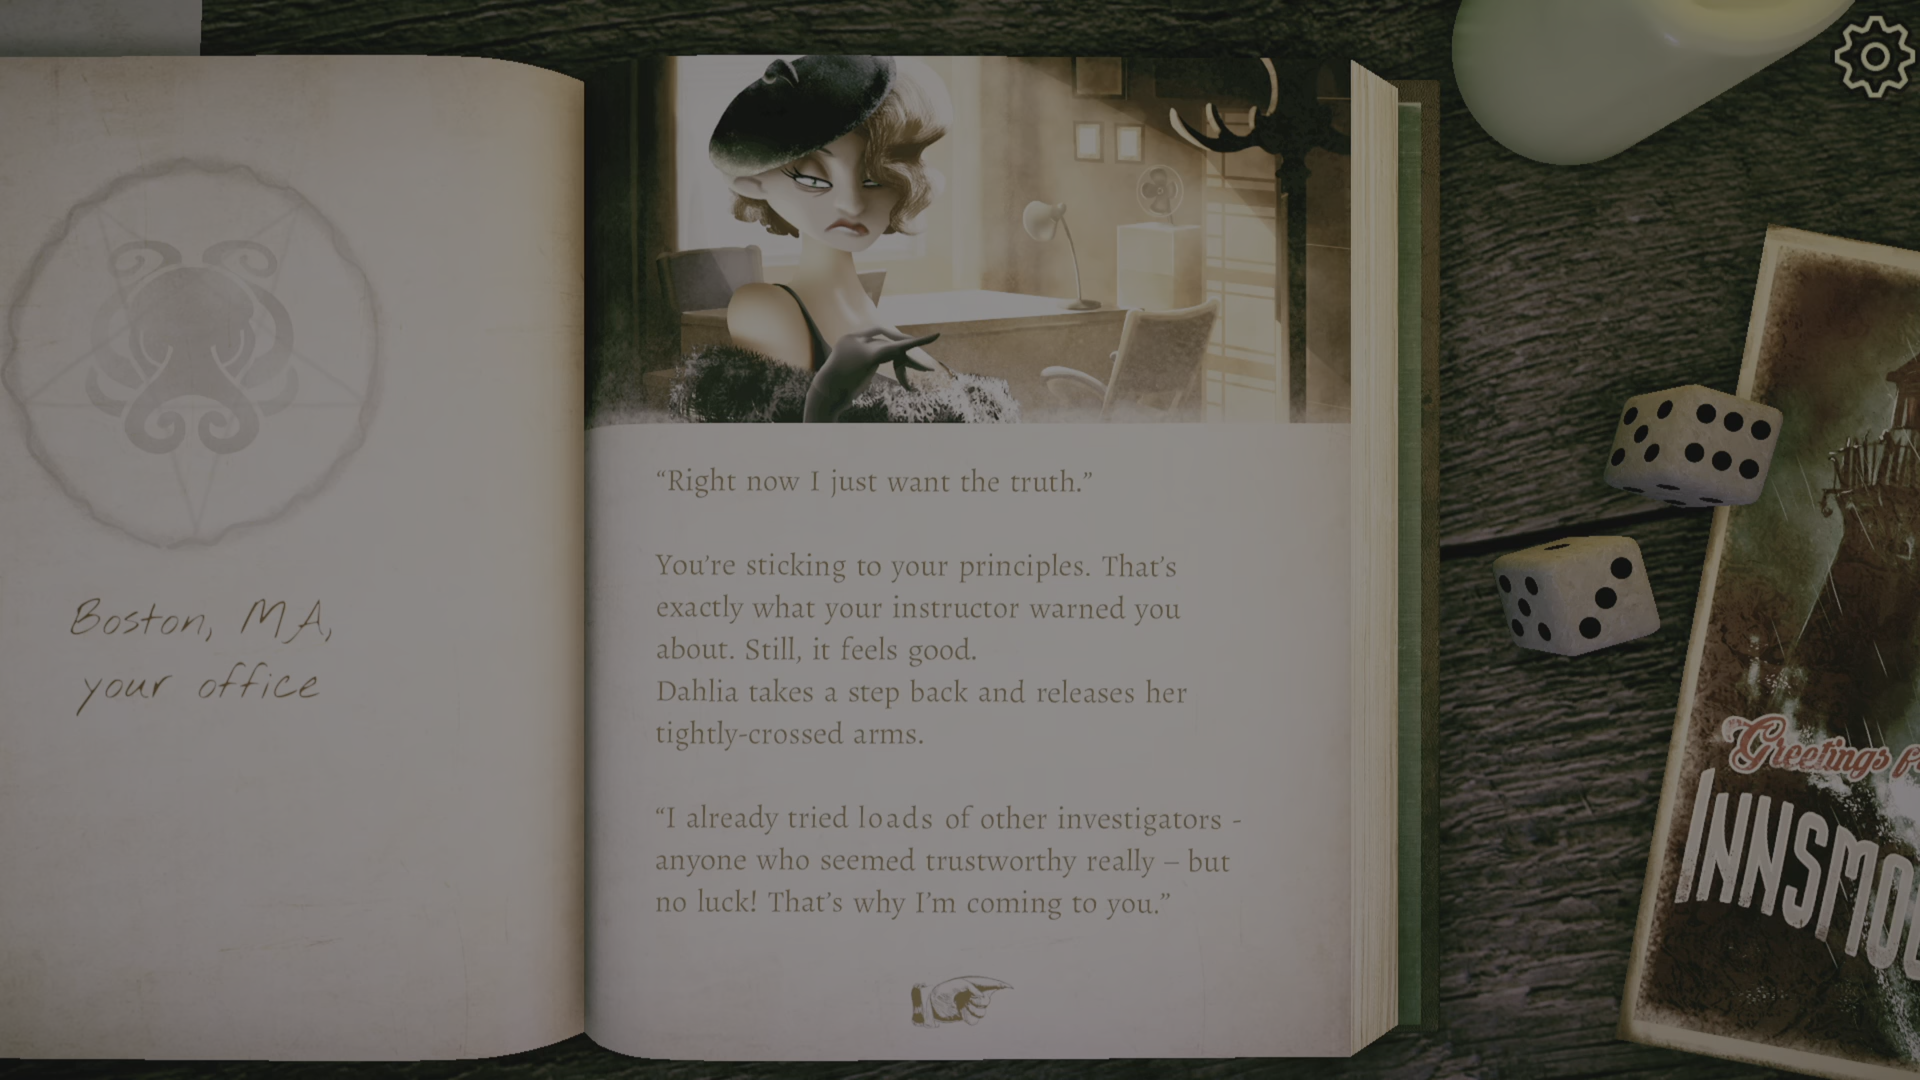 Boston, MA,
your office
“Right now I just want the truth.”
You’re sticking to your principles. That’s
exactly what your instructor warned you
about. Still, it feels good.
Dahlia takes a step back and releases her
tightly-crossed arms.
“I already tried loads of other investigators -
anyone who seemed trustworthy really – but
no luck! That’s why I’m coming to you.”
Greetings